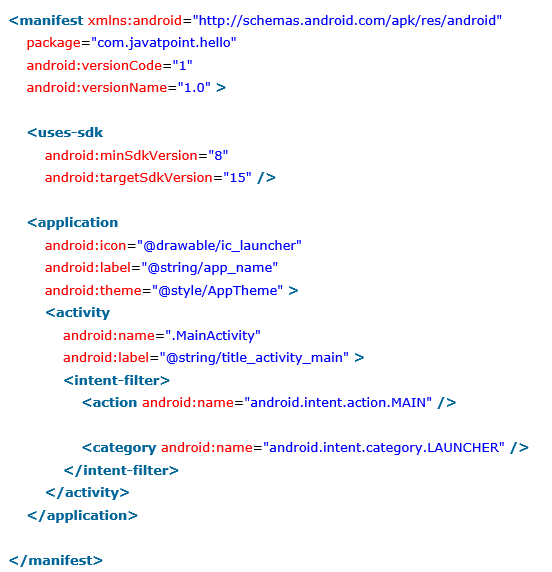 <manifest xmlns:android="http://schemas.android.com/apk/res/android"
    package="com.javatpoint.hello"
    android:versionCode="1"
    android:versionName="1.0" >

    <uses-sdk
        android:minSdkVersion="8"
        android:targetSdkVersion="15" />

    <application
        android:icon="@drawable/ic_launcher"
        android:label="@string/app_name"
        android:theme="@style/AppTheme" >
        <activity
            android:name=".MainActivity"
            android:label="@string/title_activity_main" >
            <intent-filter>
                <action android:name="android.intent.action.MAIN" />

                <category android:name="android.intent.category.LAUNCHER" />
            </intent-filter>
        </activity>
    </application>

</manifest>